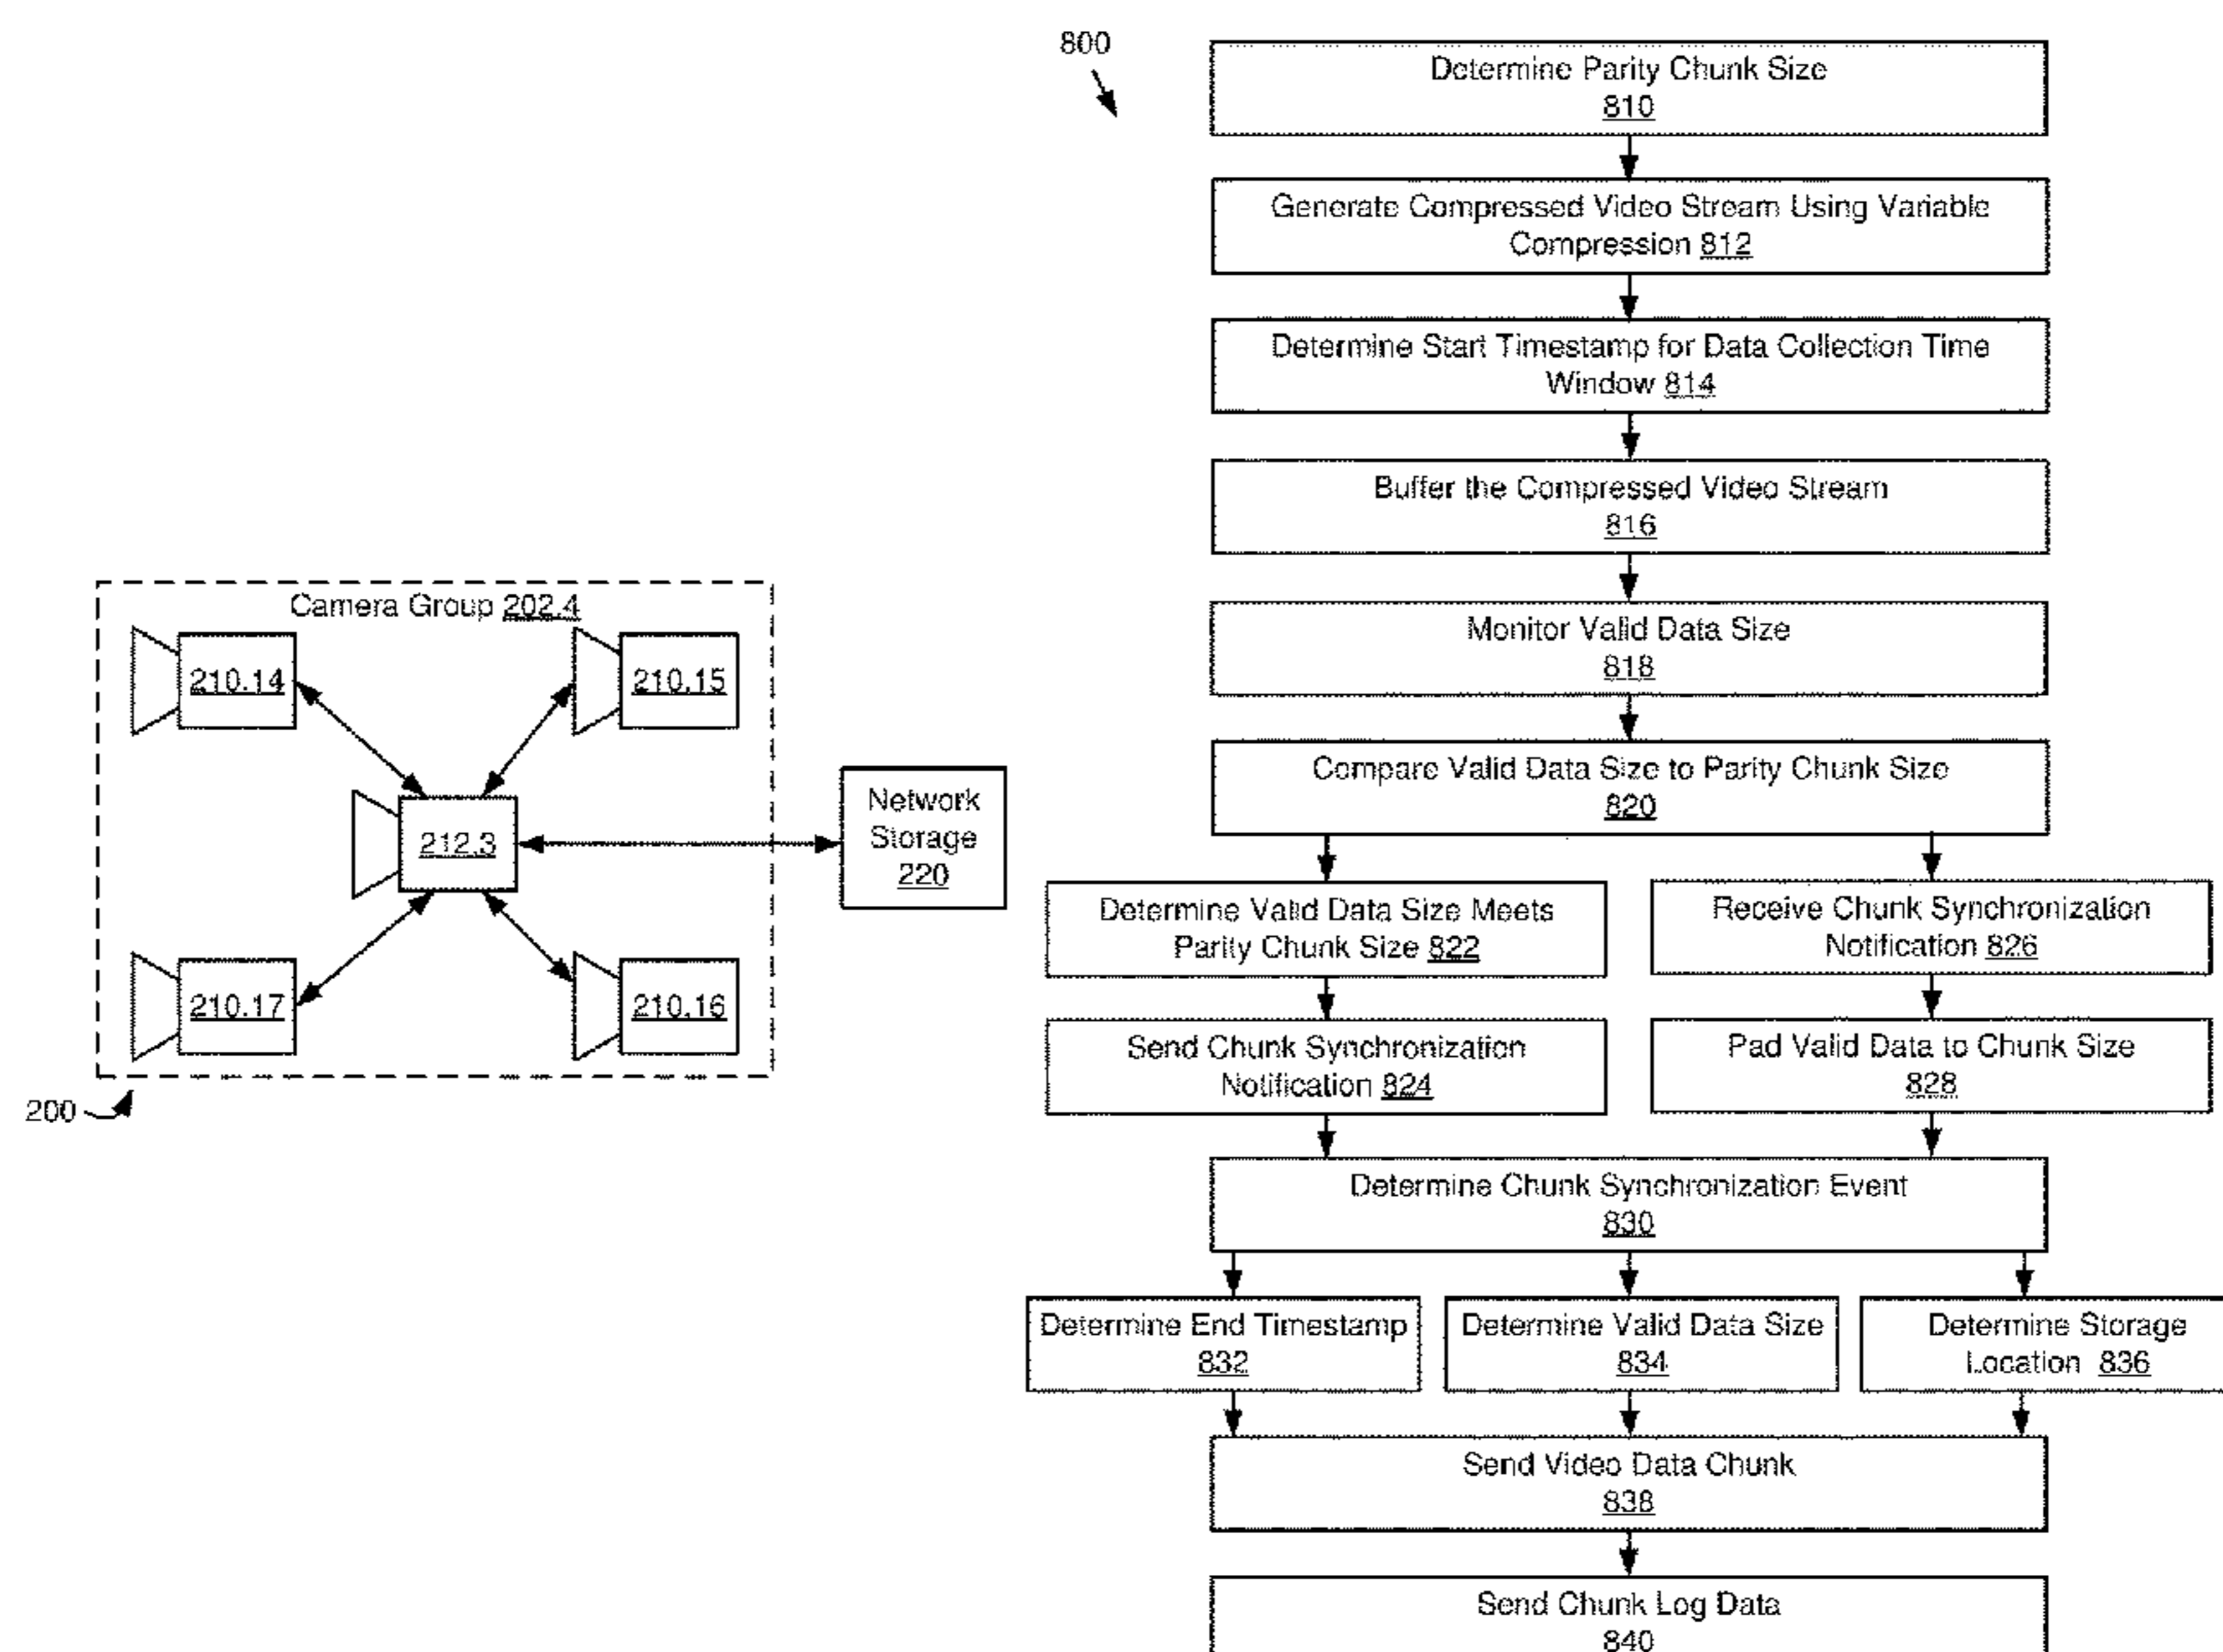 Camera Group 202.4
210.14
210.15
212.3
210.17
210.16
Network
Storage
220
200
800
Determine Parity Chunk Size
810
Generate Compressed Video Stream Using Variable
Compression 812
Determine Start Timestamp for Data Collection Time
Window 814
Buffer the Compressed Video Stream
816
Monitor Valid Data Size
818
Compare Valid Data Size to Parity Chunk Size
820
Determine Valid Data Size Meets
Parity Chunk Size 822
Receive Chunk Synchronization
Notification 826
Send Chunk Synchronization
Notification 824
Pad Valid Data to Chunk Size
828
Determine Chunk Synchronization Event
830
Determine End Timestamp
832
Determine Valid Data Size
834
Determine Storage
Location 836
Send Video Data Chunk
838
Send Chunk Log Data
840